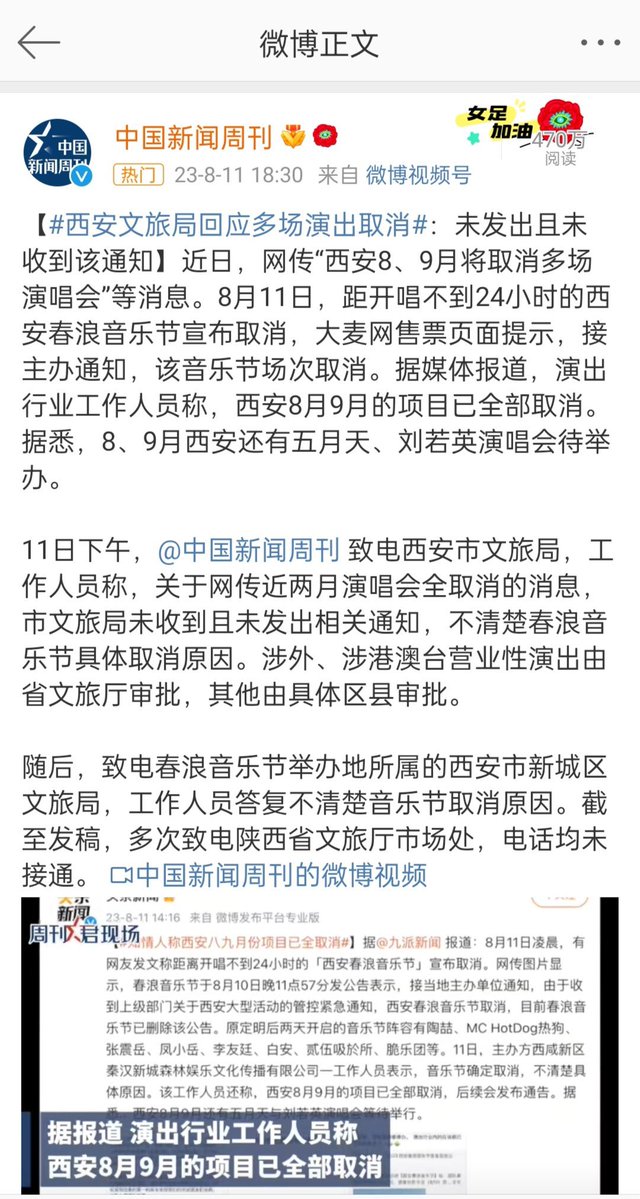 微博正文
女足
加油
470万
阅读
中国
新闻周刊
中国新闻周刊
热门 23-8-11 18:30 来自 微博视频号
【#西安文旅局回应多场演出取消#：未发出且未
收到该通知】近日，网传“西安8、9月将取消多场
演唱会”等消息。8月11日，距开唱不到24小时的西
安春浪音乐节宣布取消，大麦网售票页面提示，接
主办通知，该音乐节场次取消。据媒体报道，演出
行业工作人员称，西安8月9月的项目已全部取消。
据悉，8、9月西安还有五月天、刘若英演唱会待举
办。
11日下午，@中国新闻周刊 致电西安市文旅局，工
作人员称，关于网传近两月演唱会全取消的消息，
市文旅局未收到且未发出相关通知，不清楚春浪音
乐节具体取消原因。涉外、涉港澳台营业性演出由
省文旅厅审批，其他由具体区县审批。
随后，致电春浪音乐节举办地所属的西安市新城区
文旅局，工作人员答复不清楚音乐节取消原因。截
至发稿，多次致电陕西省文旅厅市场处，电话均未
接通。 中国新闻周刊的微博视频
头条新闻
新闻
23-8-11 14:16 来自 微博发布平台专业版
周刊君现场
【#知情人称西安八九月份项目已全取消#】据@九派新闻 报道：8月11日凌晨，有
网友发文称距离开唱不到24小时的「西安春浪音乐节」宣布取消。网传图片显
示，春浪音乐节于8月10日晚11点57分发公告表示，接当地主办单位通知，由于收
到上级部门关于西安大型活动的管控紧急通知，西安春浪音乐节取消，目前春浪音
乐节已删除该公告。原定明后两天开启的音乐节阵容有陶喆、MC HotDog热狗、
张震岳、凤小岳、李友廷、白安、贰伍吸於所、脆乐团等。11日，主办方西咸新区
秦汉新城森林娱乐文化传播有限公司一工作人员表示，音乐节确定取消，不清楚具
体原因。该工作人员还称，西安8月9月的项目已全部取消，后续会发布通告。据
悉，西安8月9月还有五月天与刘若英演唱会等待举行。
据报道 演出行业工作人员称
西安8月9月的项目已全部取消